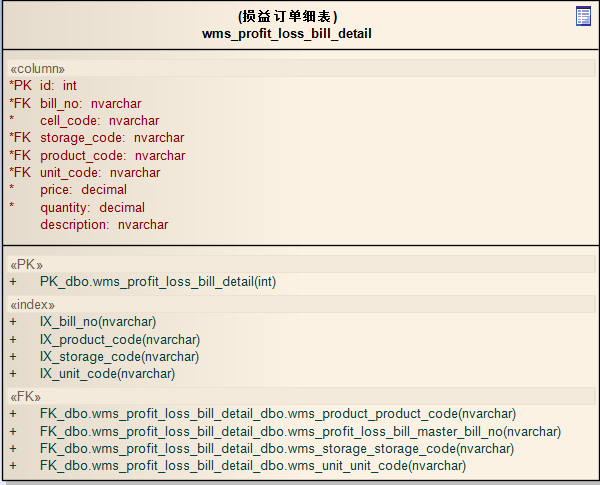 (损益订单细表)
wms_profit_loss_bill_detail
«column»
*PK id: int
*FK bill_no: nvarchar
* cell_code: nvarchar
*FK storage_code: nvarchar
*FK product_code: nvarchar
*FK unit_code: nvarchar
* price: decimal
* quantity: decimal
description: nvarchar
«PK»
+ PK_dbo.wms_profit_loss_bill_detail(int)
«index»
+ IX_bill_no(nvarchar)
+ IX_product_code(nvarchar)
+ IX_storage_code(nvarchar)
+ IX_unit_code(nvarchar)
«FK»
+ FK_dbo.wms_profit_loss_bill_detail_dbo.wms_product_product_code(nvarchar)
+ FK_dbo.wms_profit_loss_bill_detail_dbo.wms_profit_loss_bill_master_bill_no(nvarchar)
+ FK_dbo.wms_profit_loss_bill_detail_dbo.wms_storage_storage_code(nvarchar)
+ FK_dbo.wms_profit_loss_bill_detail_dbo.wms_unit_unit_code(nvarchar)